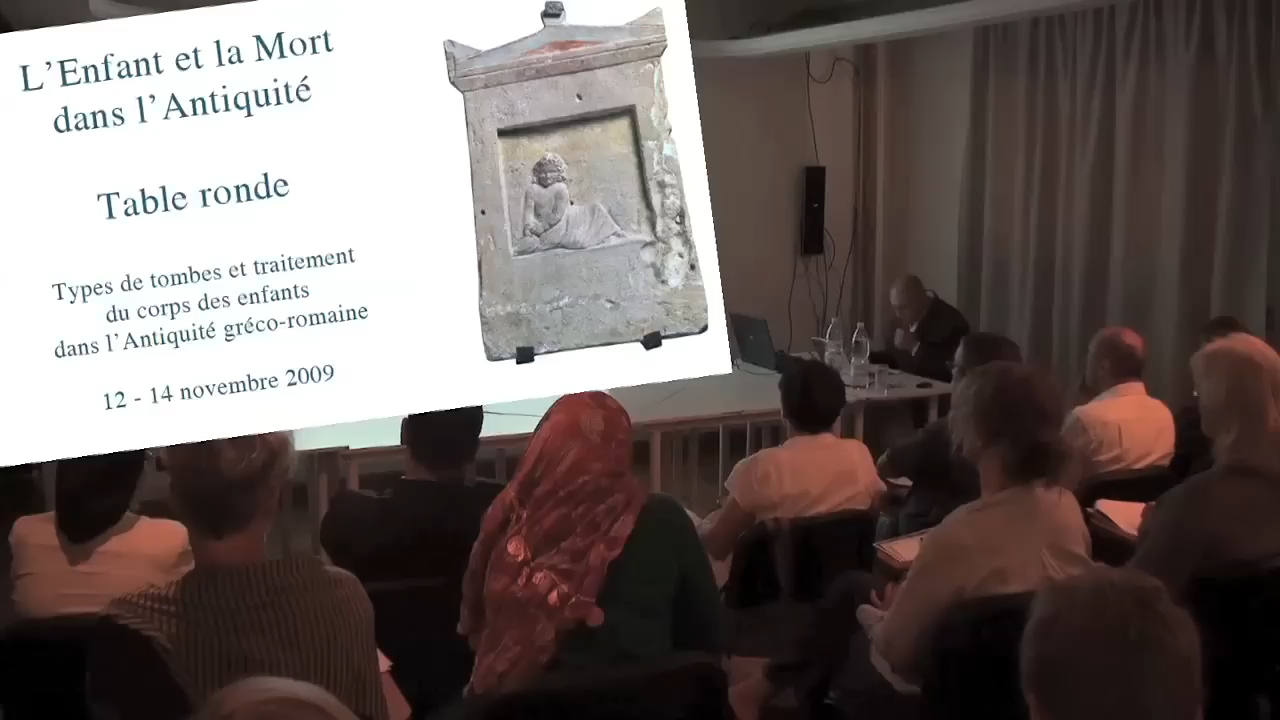 L'Enfant et la Mort
dans l'Antiquité
Table ronde
Types de tombes et traitement
du corps des enfants
dans l'Antiquité gréco-romaine
12 - 14 novembre 2009